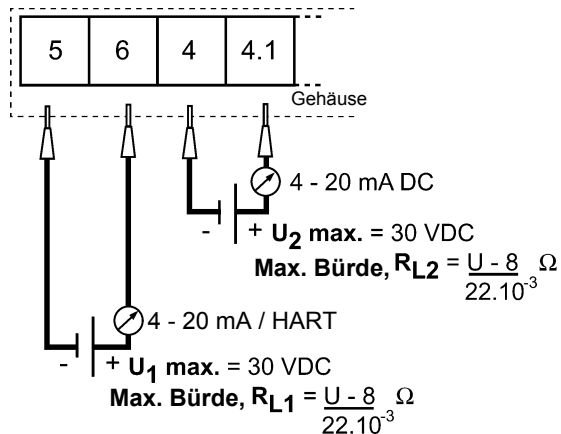 5 6 4 4.1
Gehäuse
4 - 20 mA DC
- + U2 max. = 30 VDC
Max. Bürde, RL2 = U - 8 Ω
22.10-3
4 - 20 mA / HART
- + U1 max. = 30 VDC
Max. Bürde, RL1 = U - 8 Ω
22.10-3